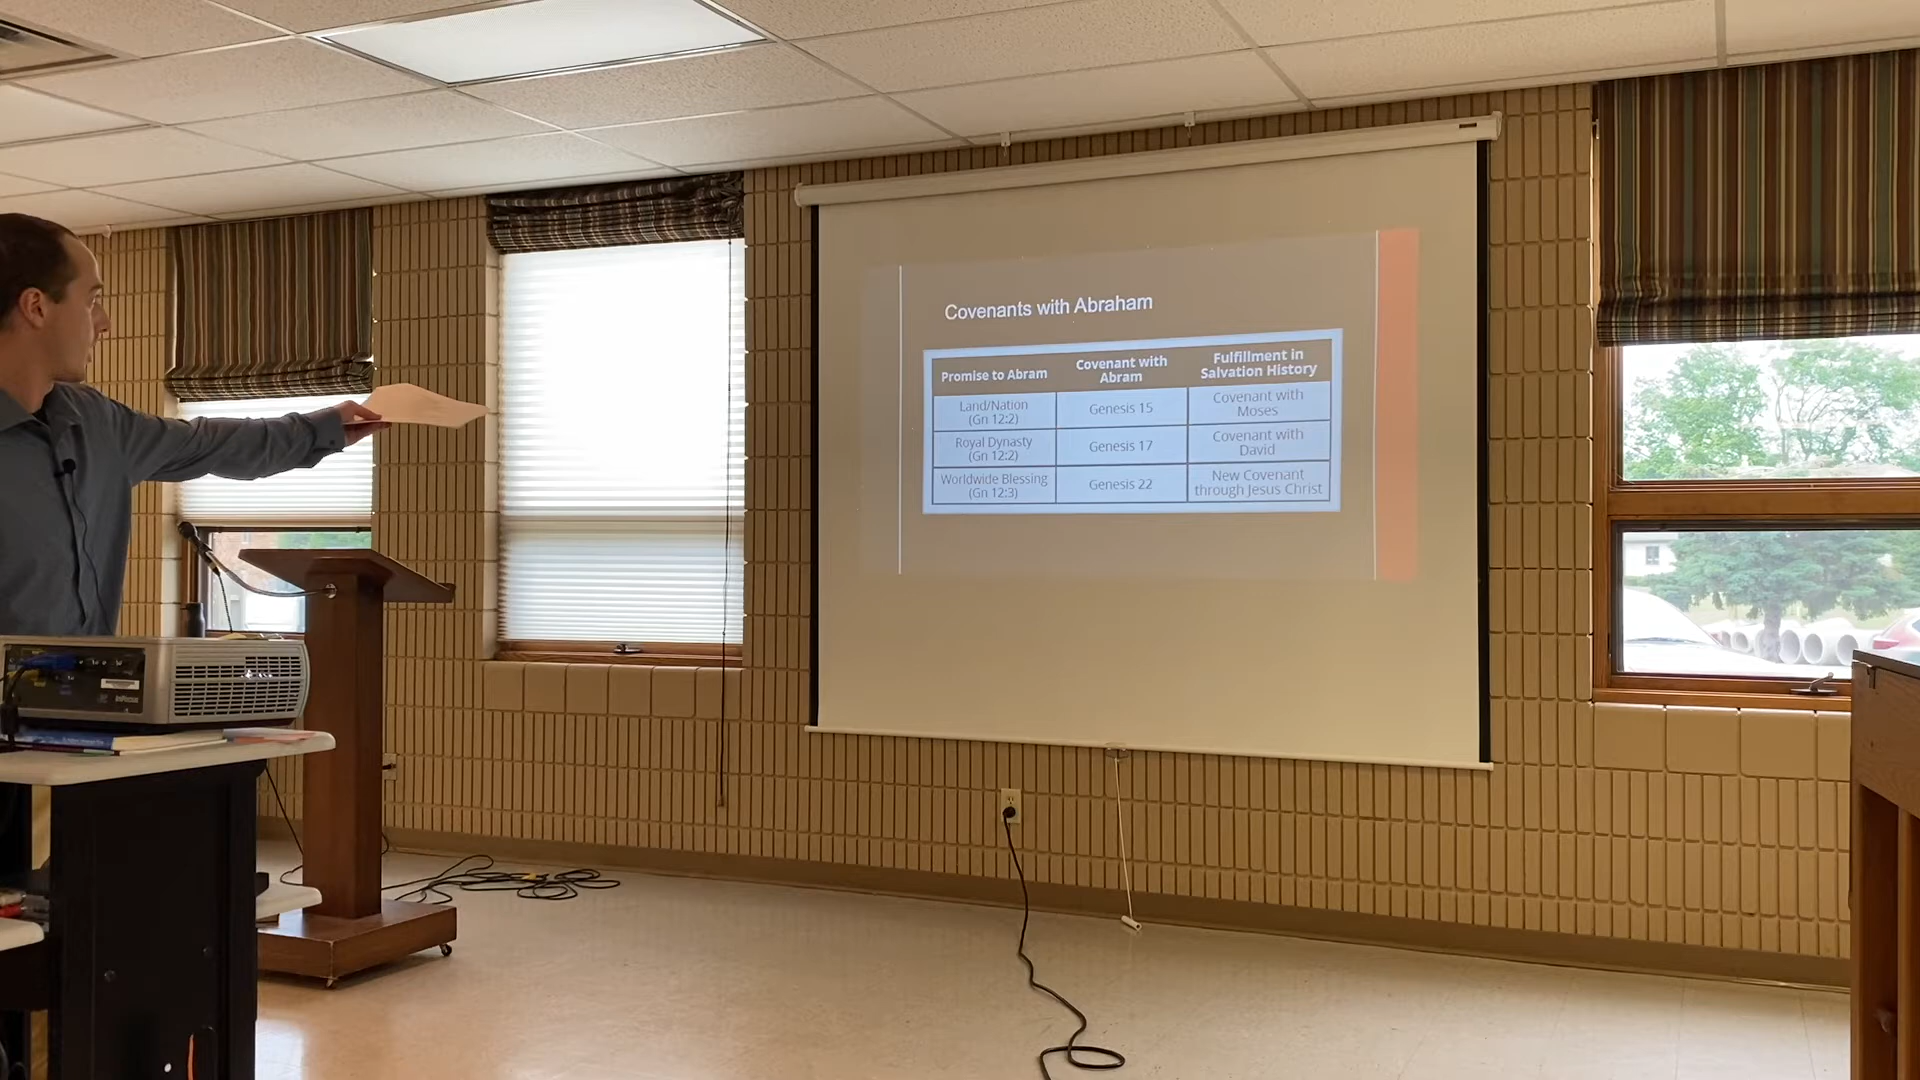 Covenants with Abraham
Promise to Abram
Covenant with
Abram
Fulfillment in
Salvation History
Land/Nation
(Gn 12:2)
Genesis 15
Covenant with
Moses
Royal Dynasty
(Gn 12:2)
Genesis 17
Covenant with
David
Worldwide Blessing
(Gn 12:3)
Genesis 22
New Covenant
through Jesus Christ
InFocus